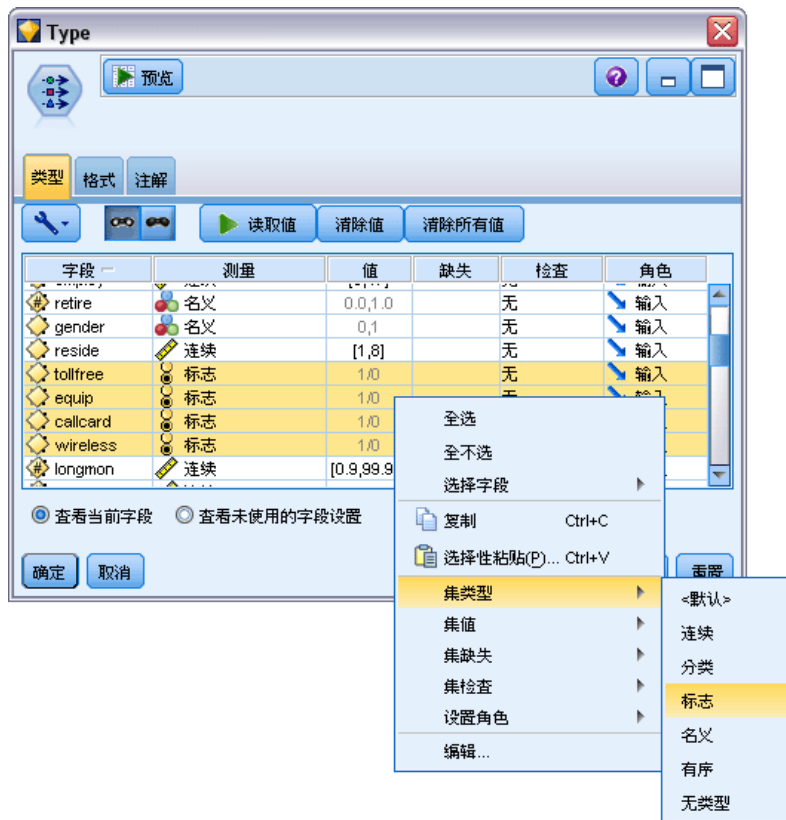 Type
预览
类型 格式 注解
读取值 清除值 清除所有值
字段 测量 值 缺失 检查 角色
retire 名义 0.0,1.0 无 输入
gender 名义 0,1 无 输入
reside 连续 [1,8] 无 输入
tollfree 标志 1/0 无 输入
equip 标志 1/0
callcard 标志 1/0
wireless 标志 1/0
longmon 连续 [0.9,99.9
查看当前字段 查看未使用的字段设置
确定 取消 重置
全选
全不选
选择字段
复制 Ctrl+C
选择性粘贴(P)... Ctrl+V
集类型
集值
集缺失
集检查
设置角色
编辑...
<默认>
连续
分类
标志
名义
有序
无类型